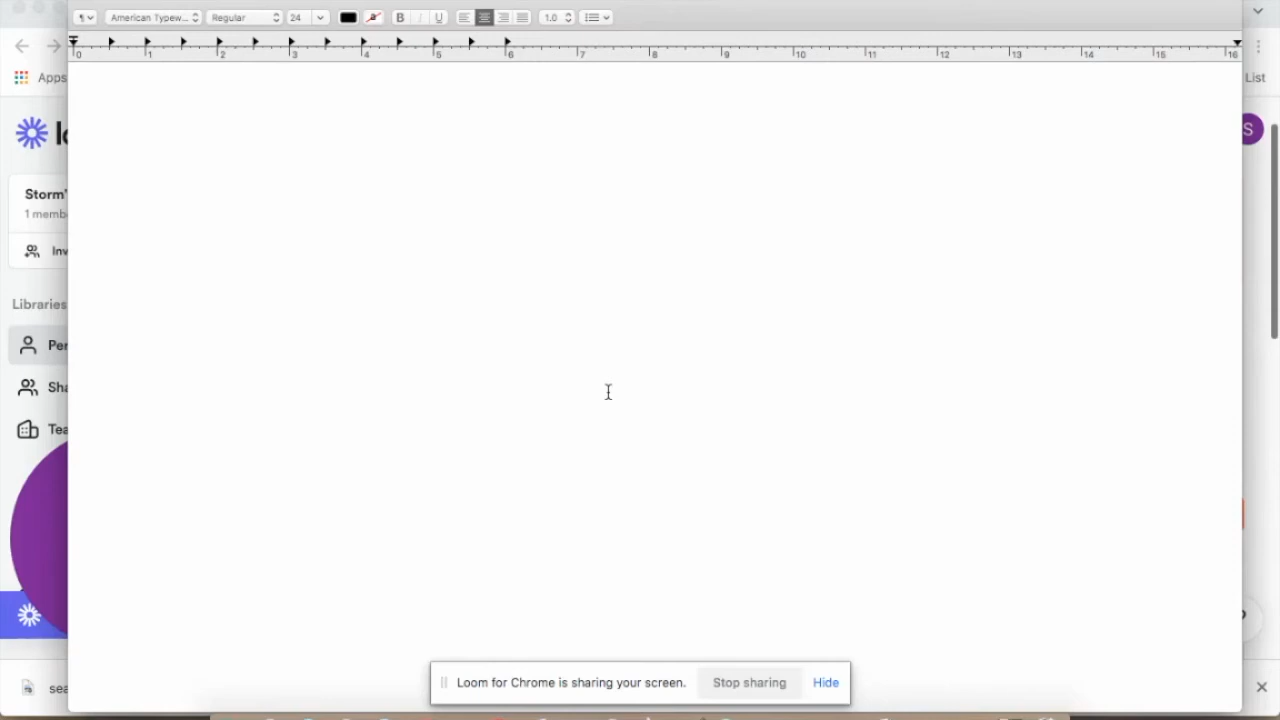 American Typew...
Regular
24
B I U
1.0
0 1 2 3 4 5 6 7 8 9 10 11 12 13 14 15 16
Apps
List
lo
S
Storm'
1 memb
Inv
Libraries
Per
Sha
Tea
sea
Loom for Chrome is sharing your screen.
Stop sharing
Hide